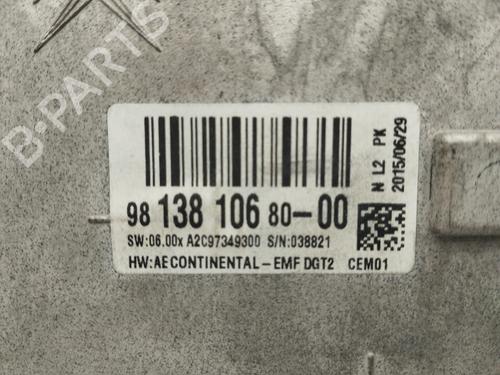 B-PARTS
98 138 106 80-00
SW:06.00x A2C97349300 S/N:038821
HW:AE CONTINENTAL-EMF DGT2 CEM01
N L2 PK
2015/06/29